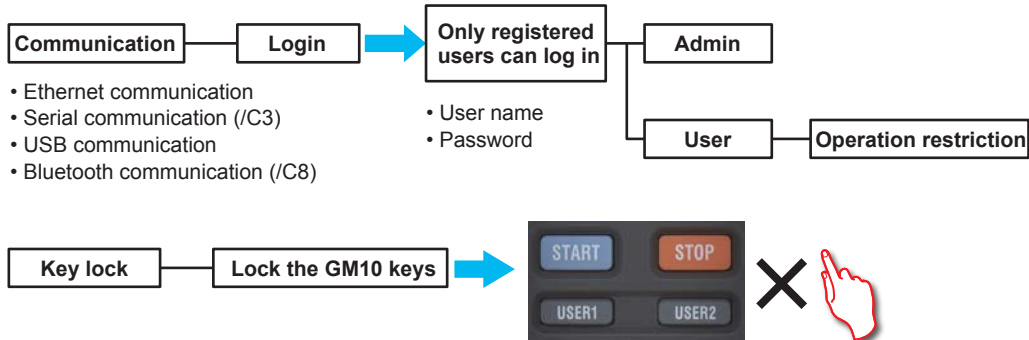 Communication
Login
Only registered
users can log in
Admin
• Ethernet communication
• Serial communication (/C3)
• USB communication
• Bluetooth communication (/C8)
• User name
• Password
User
Operation restriction
Key lock
Lock the GM10 keys
START
STOP
USER1
USER2